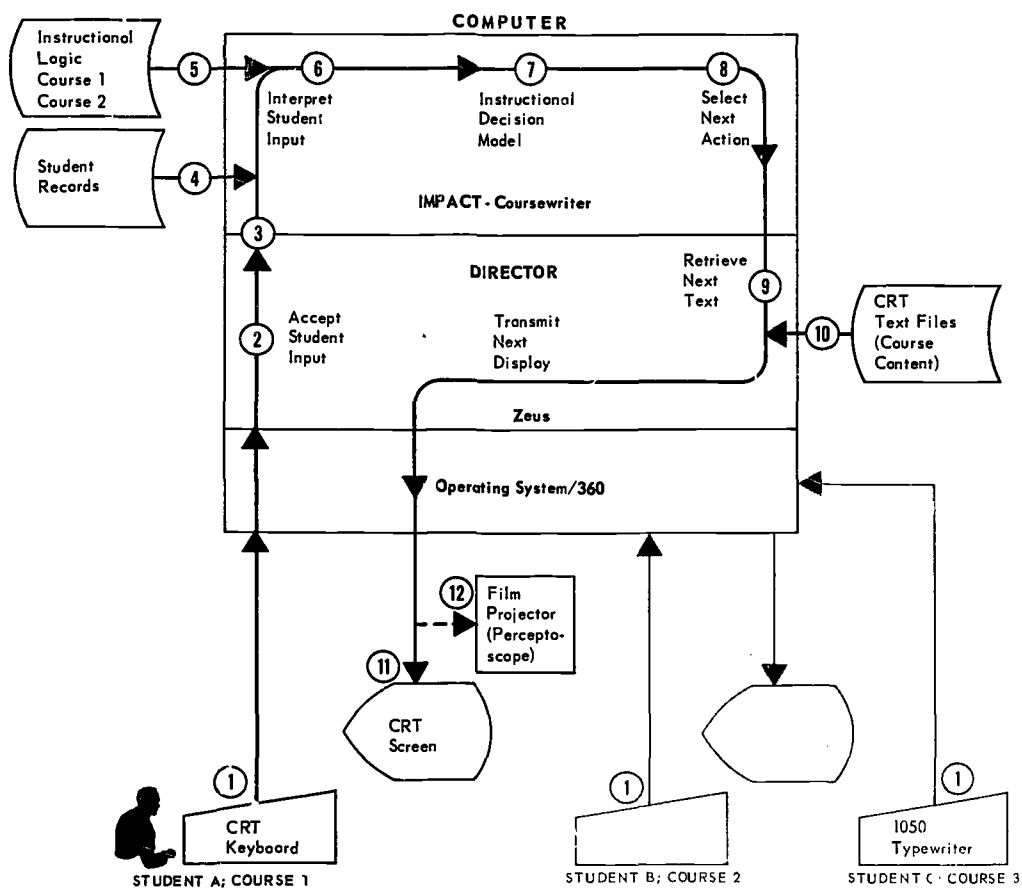 COMPUTER
Instructional
Logic
Course 1
Course 2
5
6
7
8
Interpret
Student
Input
Instructional
Decision
Model
Select
Next
Action
Student
Records
4
IMPACT - Coursewriter
3
DIRECTOR
Retrieve
Next
Text
9
CRT
Text Files
(Course
Content)
10
2
Accept
Student
Input
Transmit
Next
Display
Zeus
Operating System/360
12
Film
Projector
(Percepto-
scope)
11
CRT
Screen
1
CRT
Keyboard
1
1
1050
Typewriter
STUDENT A; COURSE 1
STUDENT B; COURSE 2
STUDENT C · COURSE 3